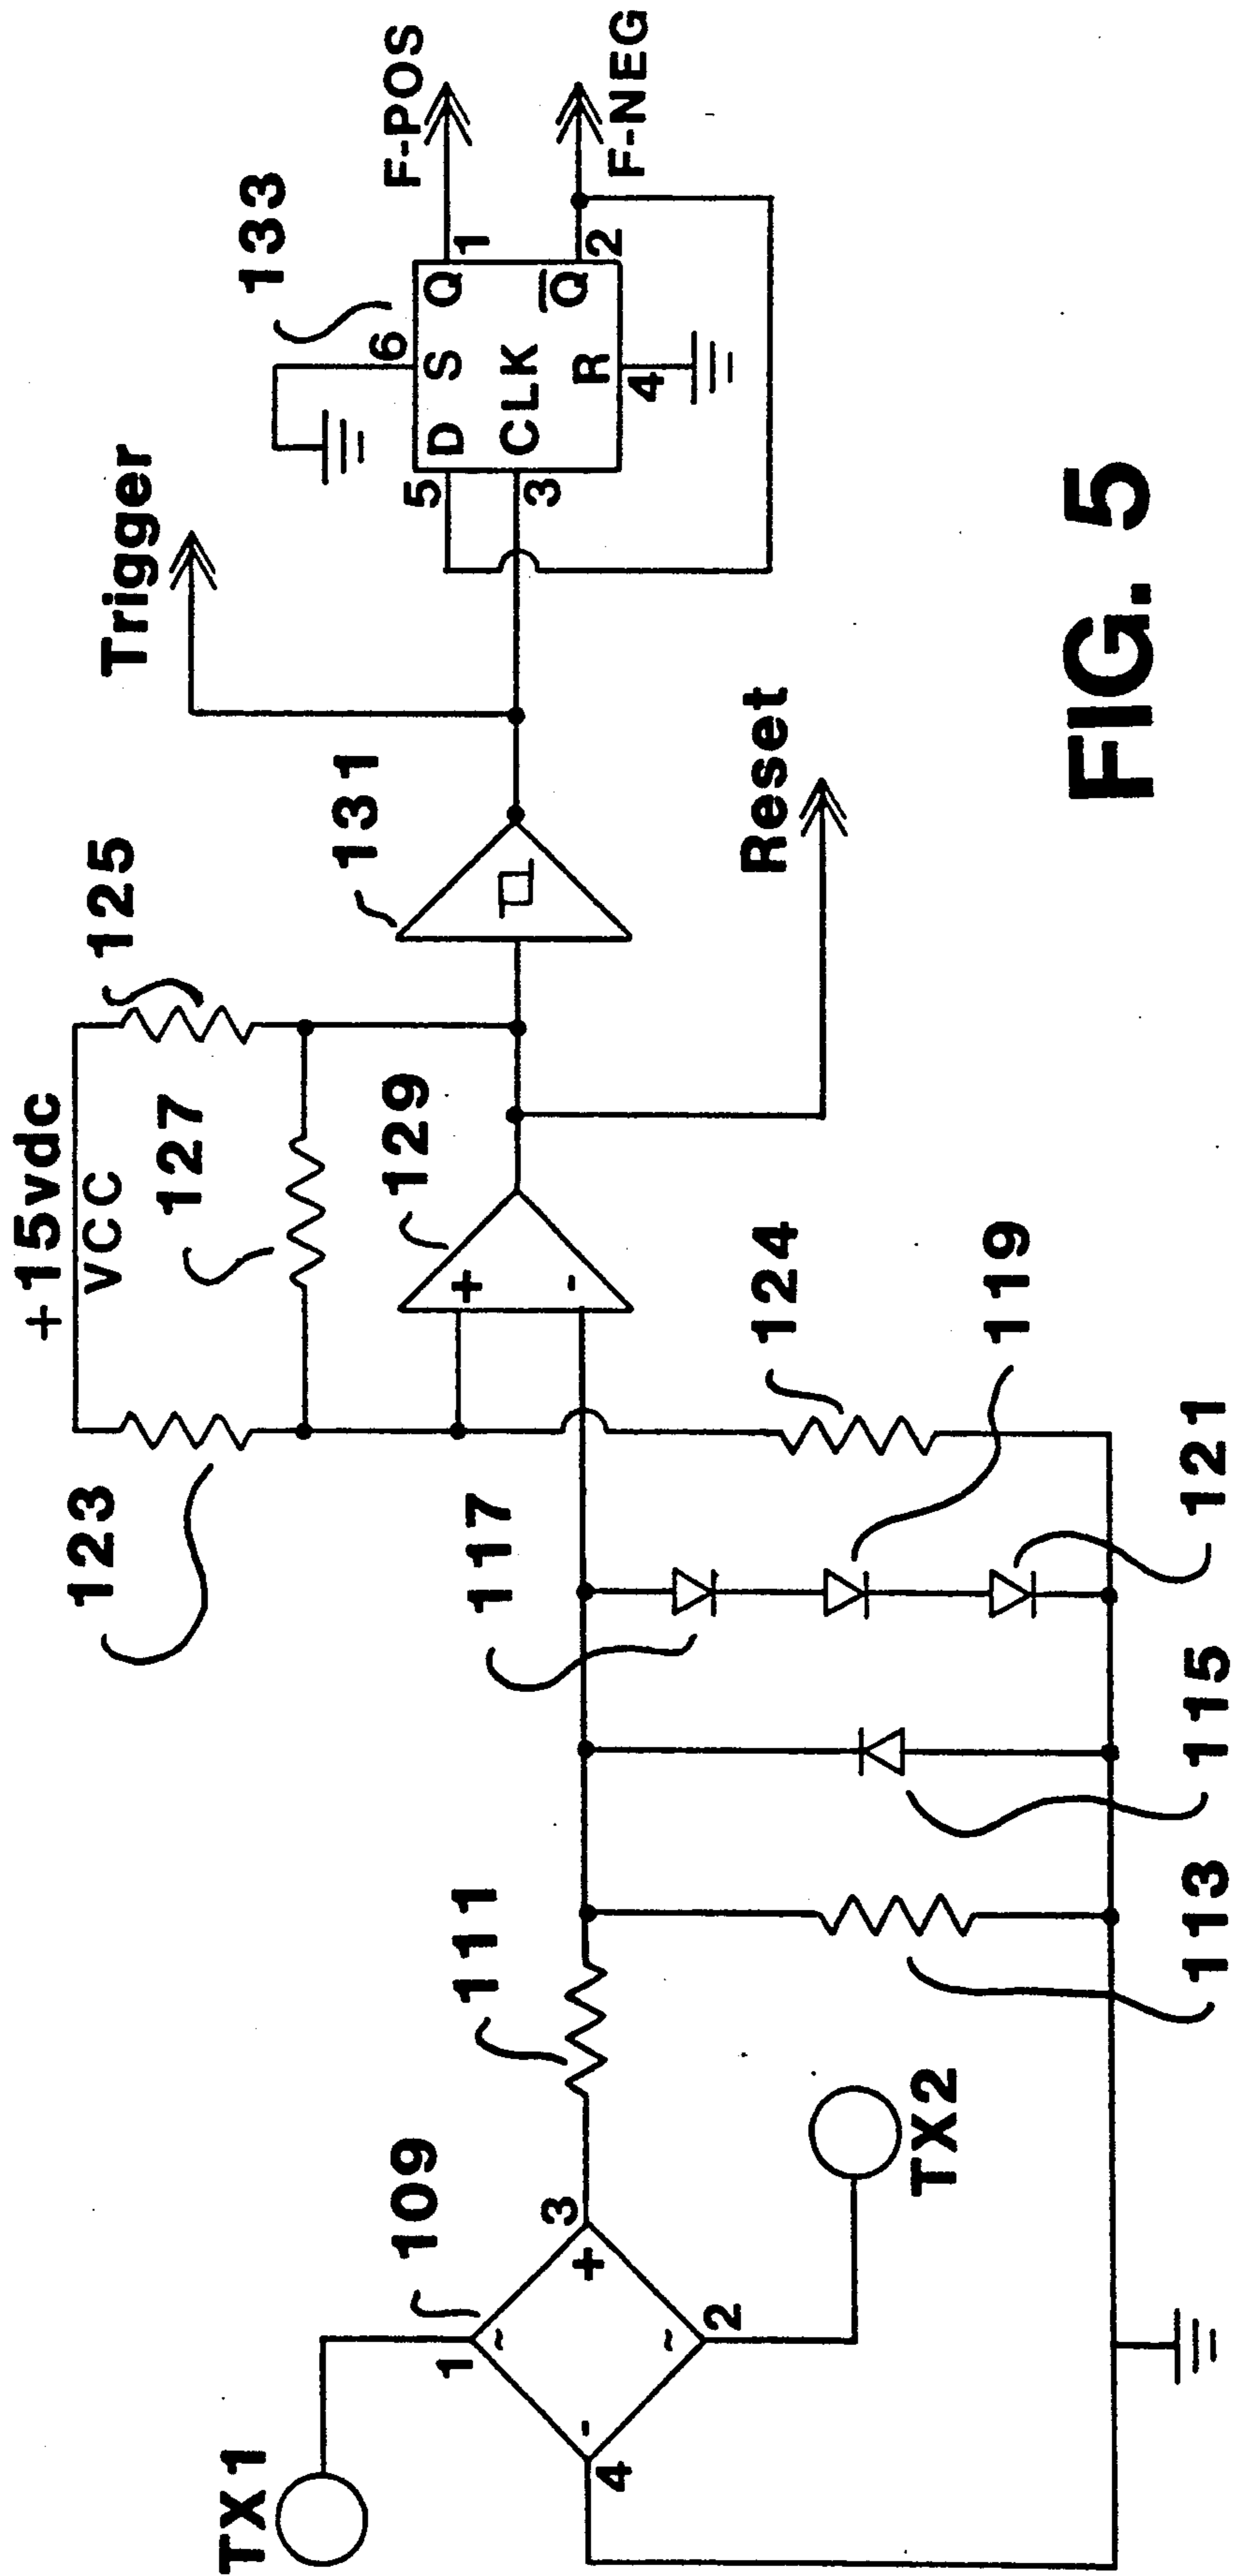 +15vdc
VCC
123
125
127
129
131
Trigger
133
F-POS
F-NEG
6
5 D S Q 1
CLK
3
R Q 2
4
+
-
Reset
TX1
109
1
~
- +
4 3
~
2
TX2
111
117
124
119
113
115
121
FIG. 5